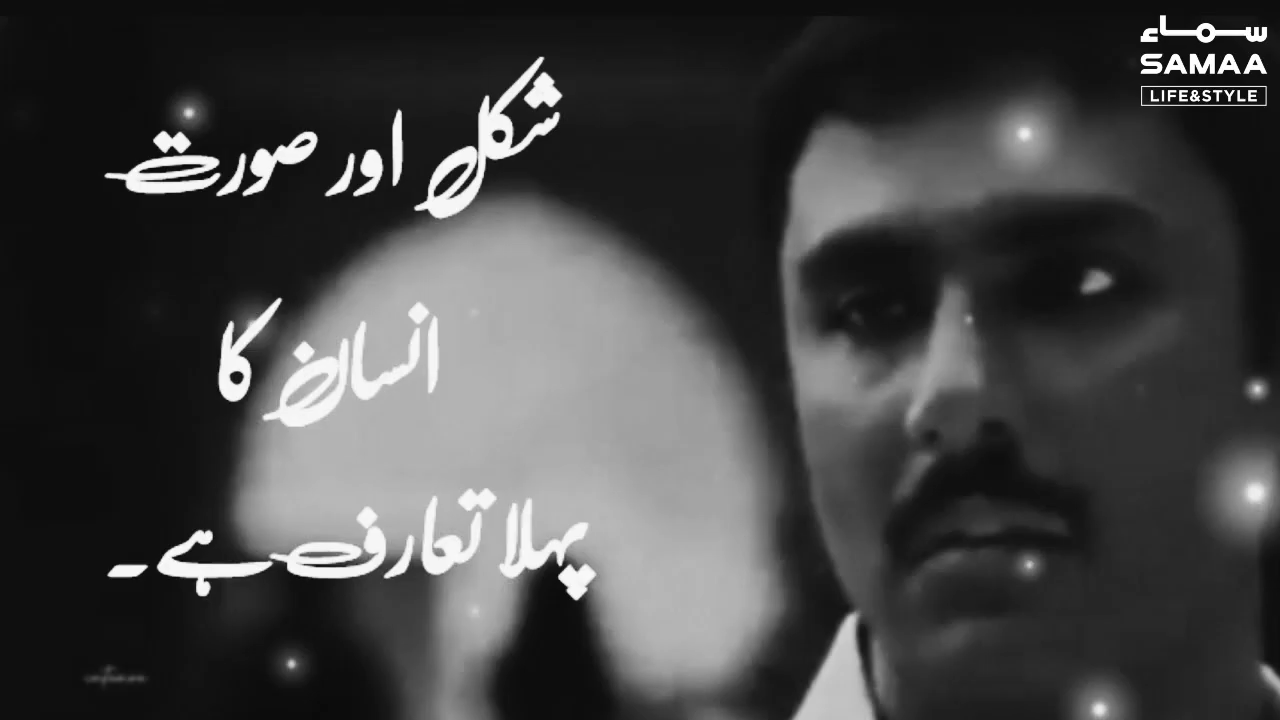 سماء
SAMAA
LIFE&STYLE
شکل اور صورت
انسان کا
پہلا تعارف ہے۔